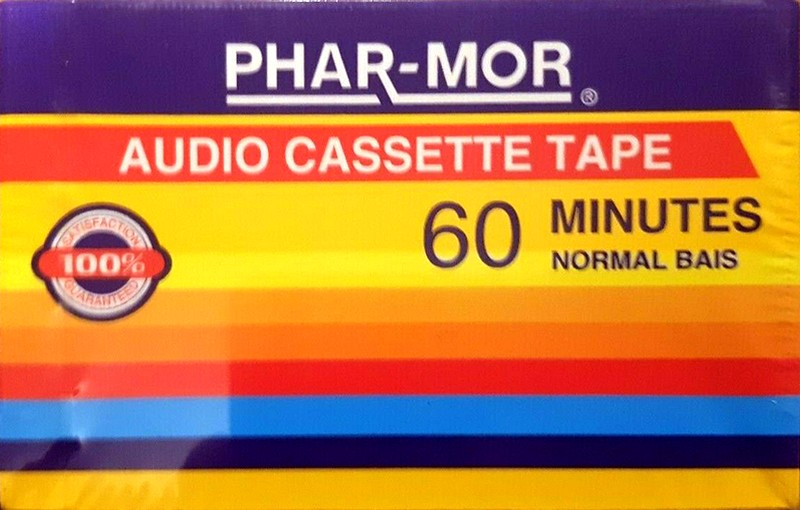 PHAR-MOR®
AUDIO CASSETTE TAPE
60 MINUTES
NORMAL BAIS
SATISFACTION
100%
GUARANTEED